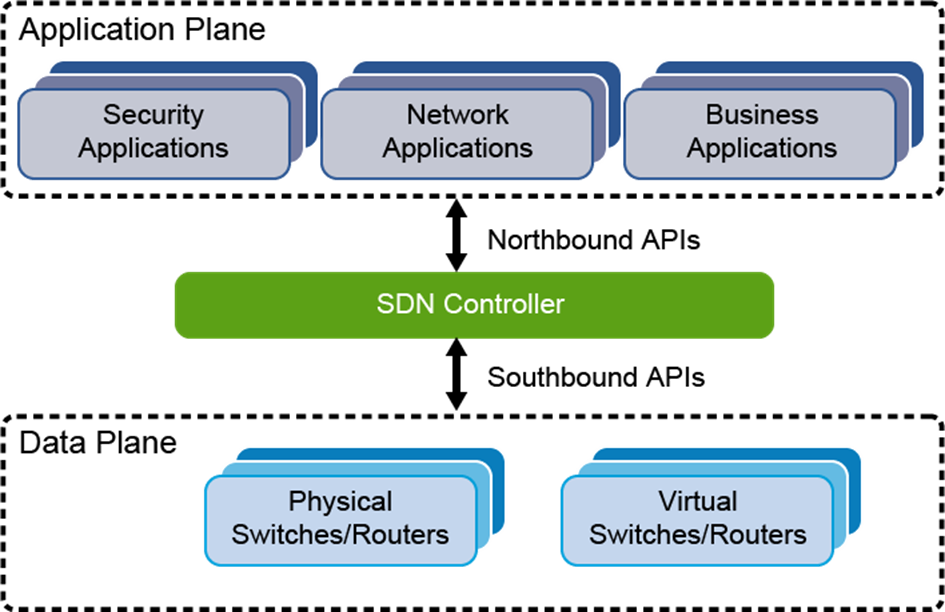 Application Plane
Security
Applications
Network
Applications
Business
Applications
Northbound APIs
SDN Controller
Southbound APIs
Data Plane
Physical
Switches/Routers
Virtual
Switches/Routers